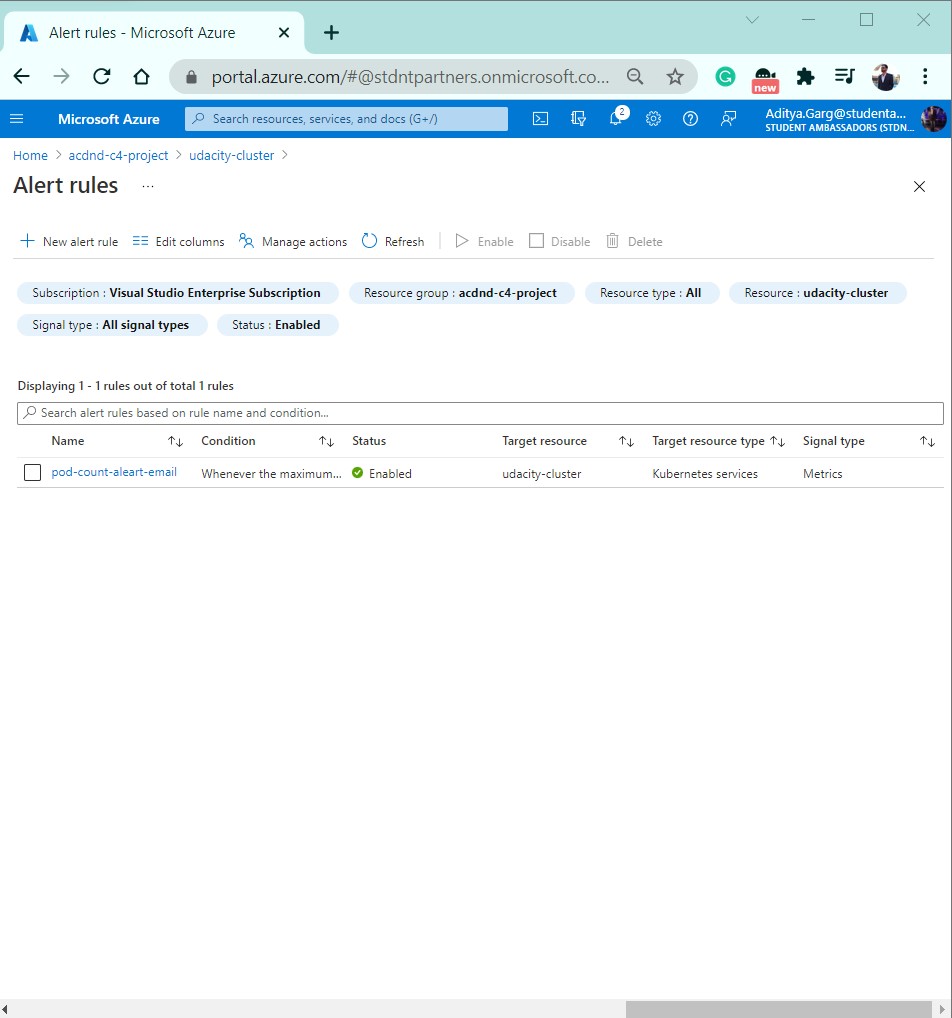 Alert rules - Microsoft Azure
portal.azure.com/#@stdntpartners.onmicrosoft.co...
new
Microsoft Azure
Search resources, services, and docs (G+/)
2
Aditya.Garg@studenta...
STUDENT AMBASSADORS (STDN...
Home > acdnd-c4-project > udacity-cluster >
Alert rules ...
New alert rule Edit columns Manage actions Refresh Enable Disable Delete
Subscription : Visual Studio Enterprise Subscription Resource group : acdnd-c4-project Resource type : All Resource : udacity-cluster
Signal type : All signal types Status : Enabled
Displaying 1 - 1 rules out of total 1 rules
Search alert rules based on rule name and condition...
Name Condition Status Target resource Target resource type Signal type
pod-count-aleart-email Whenever the maximum... Enabled udacity-cluster Kubernetes services Metrics